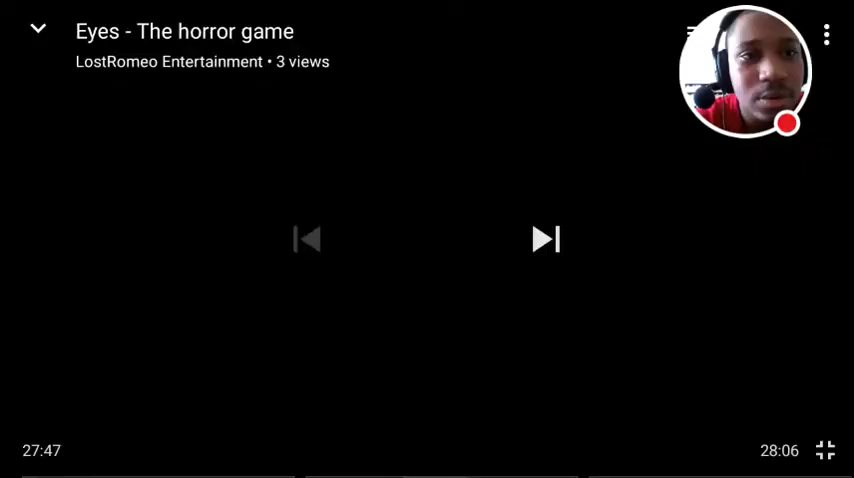 Eyes - The horror game
LostRomeo Entertainment • 3 views
27:47
28:06